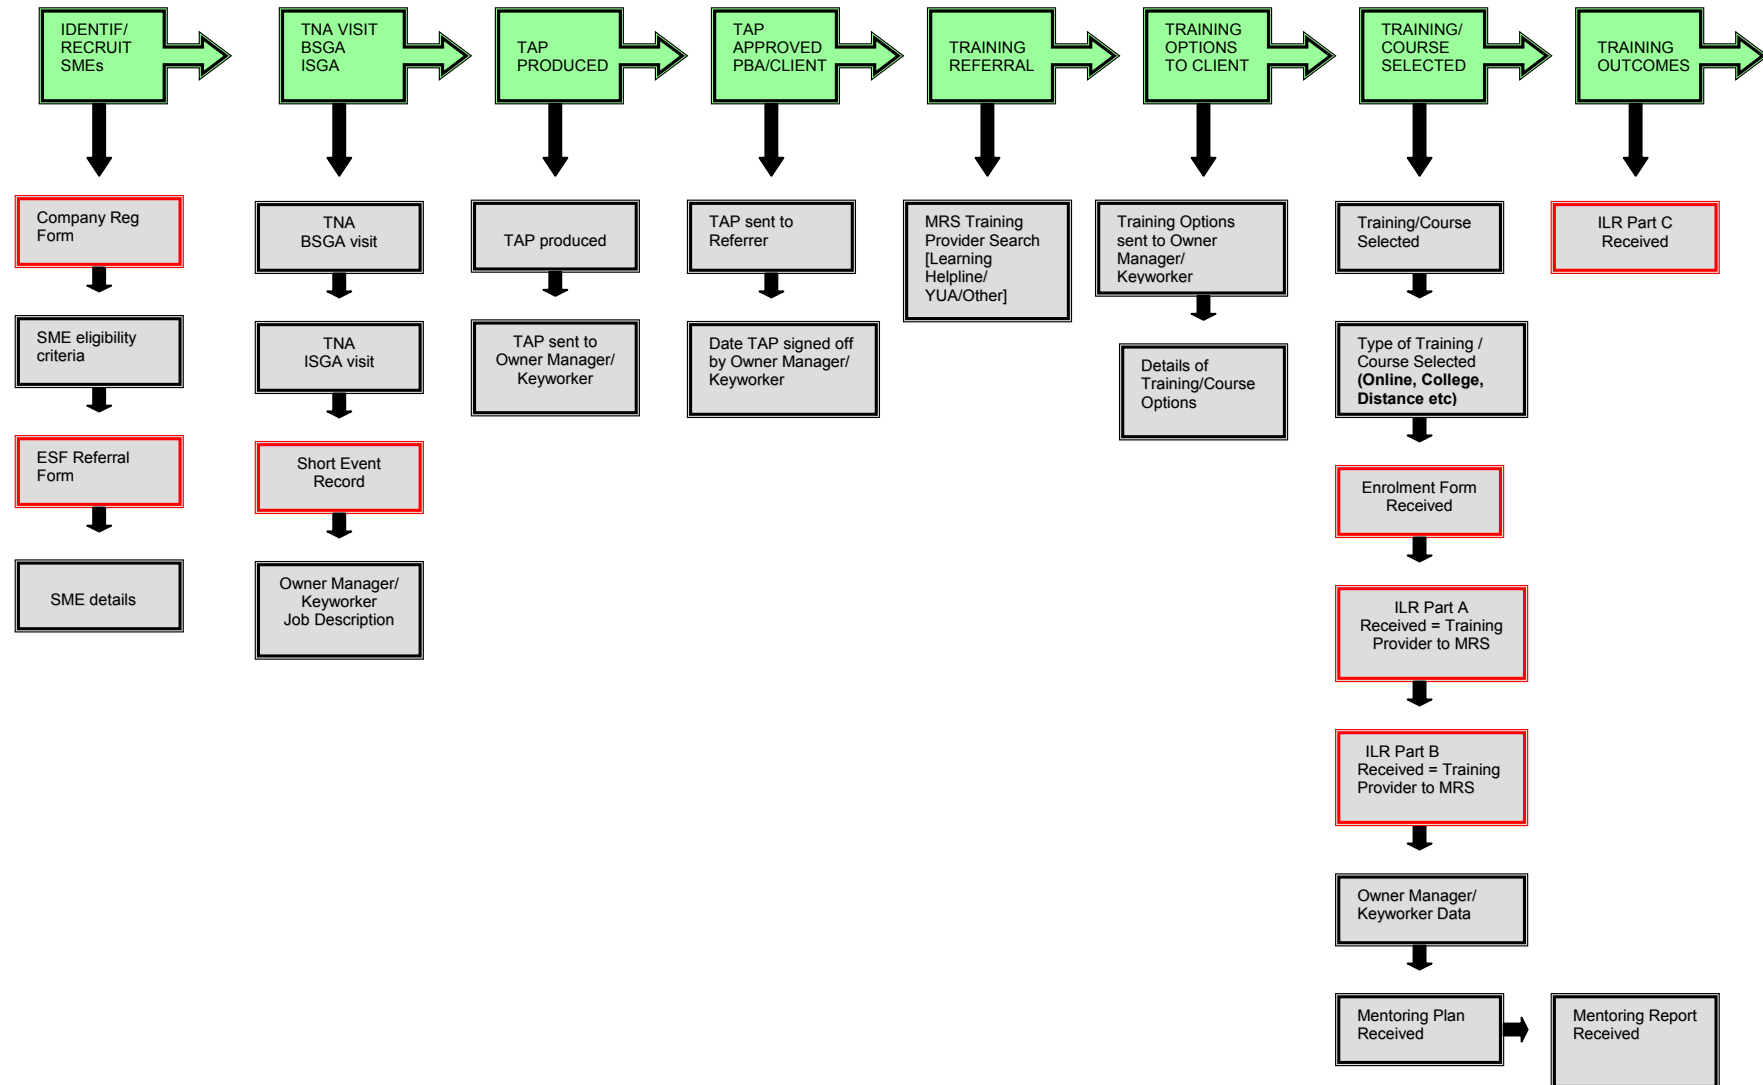 IDENTIF/
RECRUIT
SMEs
TNA VISIT
BSGA
ISGA
TAP
PRODUCED
TAP
APPROVED
PBA/CLIENT
TRAINING
REFERRAL
TRAINING
OPTIONS
TO CLIENT
TRAINING/
COURSE
SELECTED
TRAINING
OUTCOMES
Company Reg
Form
SME eligibility
criteria
ESF Referral
Form
SME details
TNA
BSGA visit
TNA
ISGA visit
Short Event
Record
Owner Manager/
Keyworker
Job Description
TAP produced
TAP sent to
Owner Manager/
Keyworker
TAP sent to
Referrer
Date TAP signed off
by Owner Manager/
Keyworker
MRS Training
Provider Search
[Learning
Helpline/
YUA/Other]
Training Options
sent to Owner
Manager/
Keyworker
Details of
Training/Course
Options
Training/Course
Selected
Type of Training /
Course Selected
(Online, College,
Distance etc)
Enrolment Form
Received
ILR Part A
Received = Training
Provider to MRS
ILR Part B
Received = Training
Provider to MRS
Owner Manager/
Keyworker Data
Mentoring Plan
Received
ILR Part C
Received
Mentoring Report
Received